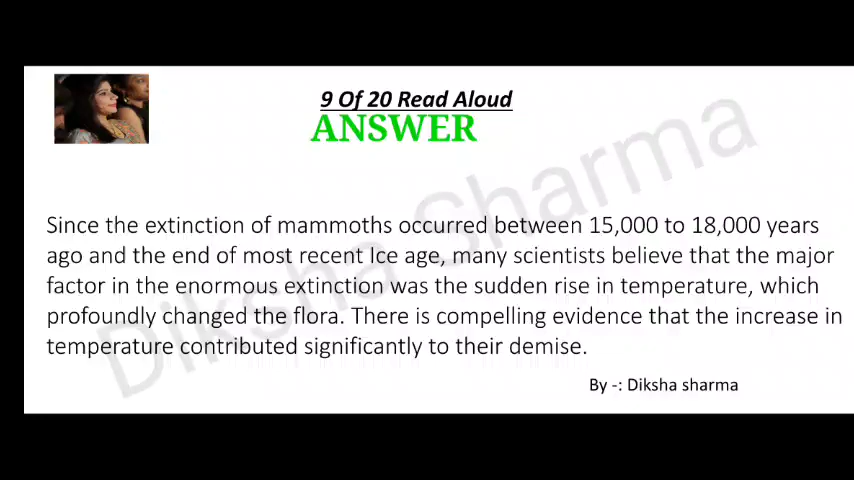 9 Of 20 Read Aloud
ANSWER
Diksha Sharma
Since the extinction of mammoths occurred between 15,000 to 18,000 years
ago and the end of most recent Ice age, many scientists believe that the major
factor in the enormous extinction was the sudden rise in temperature, which
profoundly changed the flora. There is compelling evidence that the increase in
temperature contributed significantly to their demise.
By -: Diksha sharma